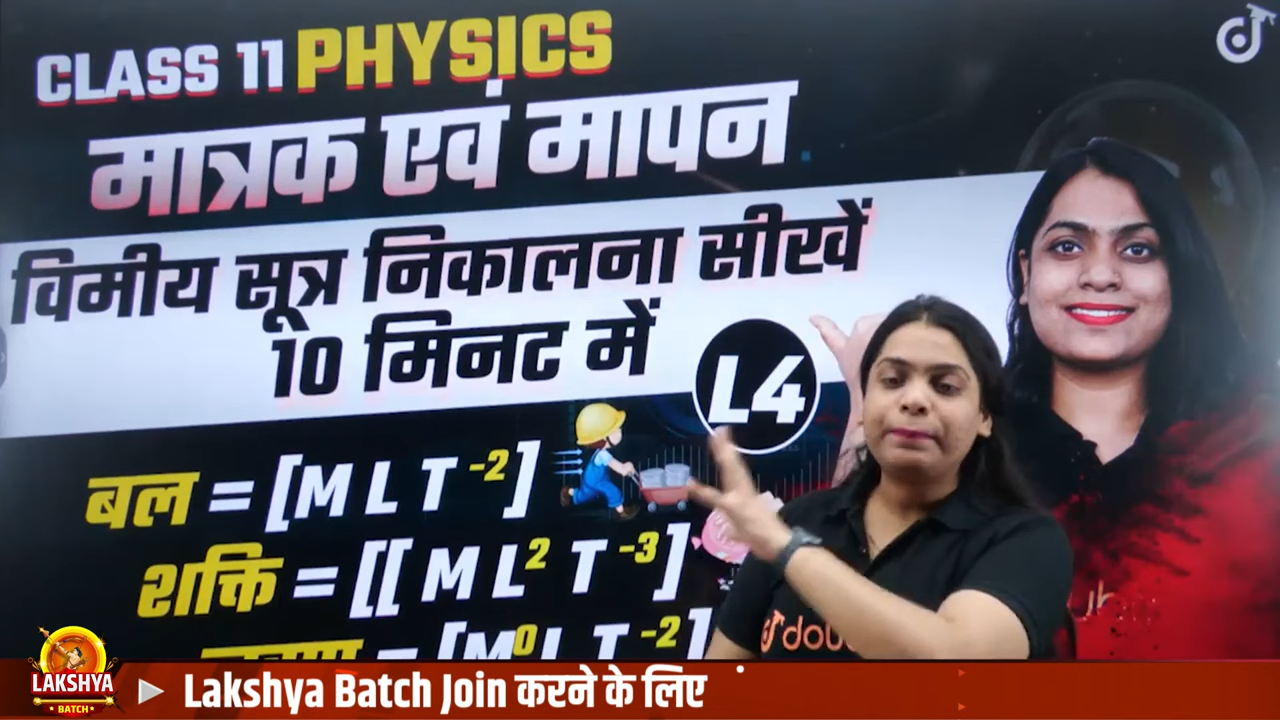 CLASS 11 PHYSICS
मात्रक एवं मापन
विमीय सूत्र निकालना सीखें
10 मिनट में
L4
बल = [M L T -2]
शक्ति = [[ M L2 T -3]
= [M0 L T -2]
dou
LAKSHYA
BATCH
Lakshya Batch Join करने के लिए